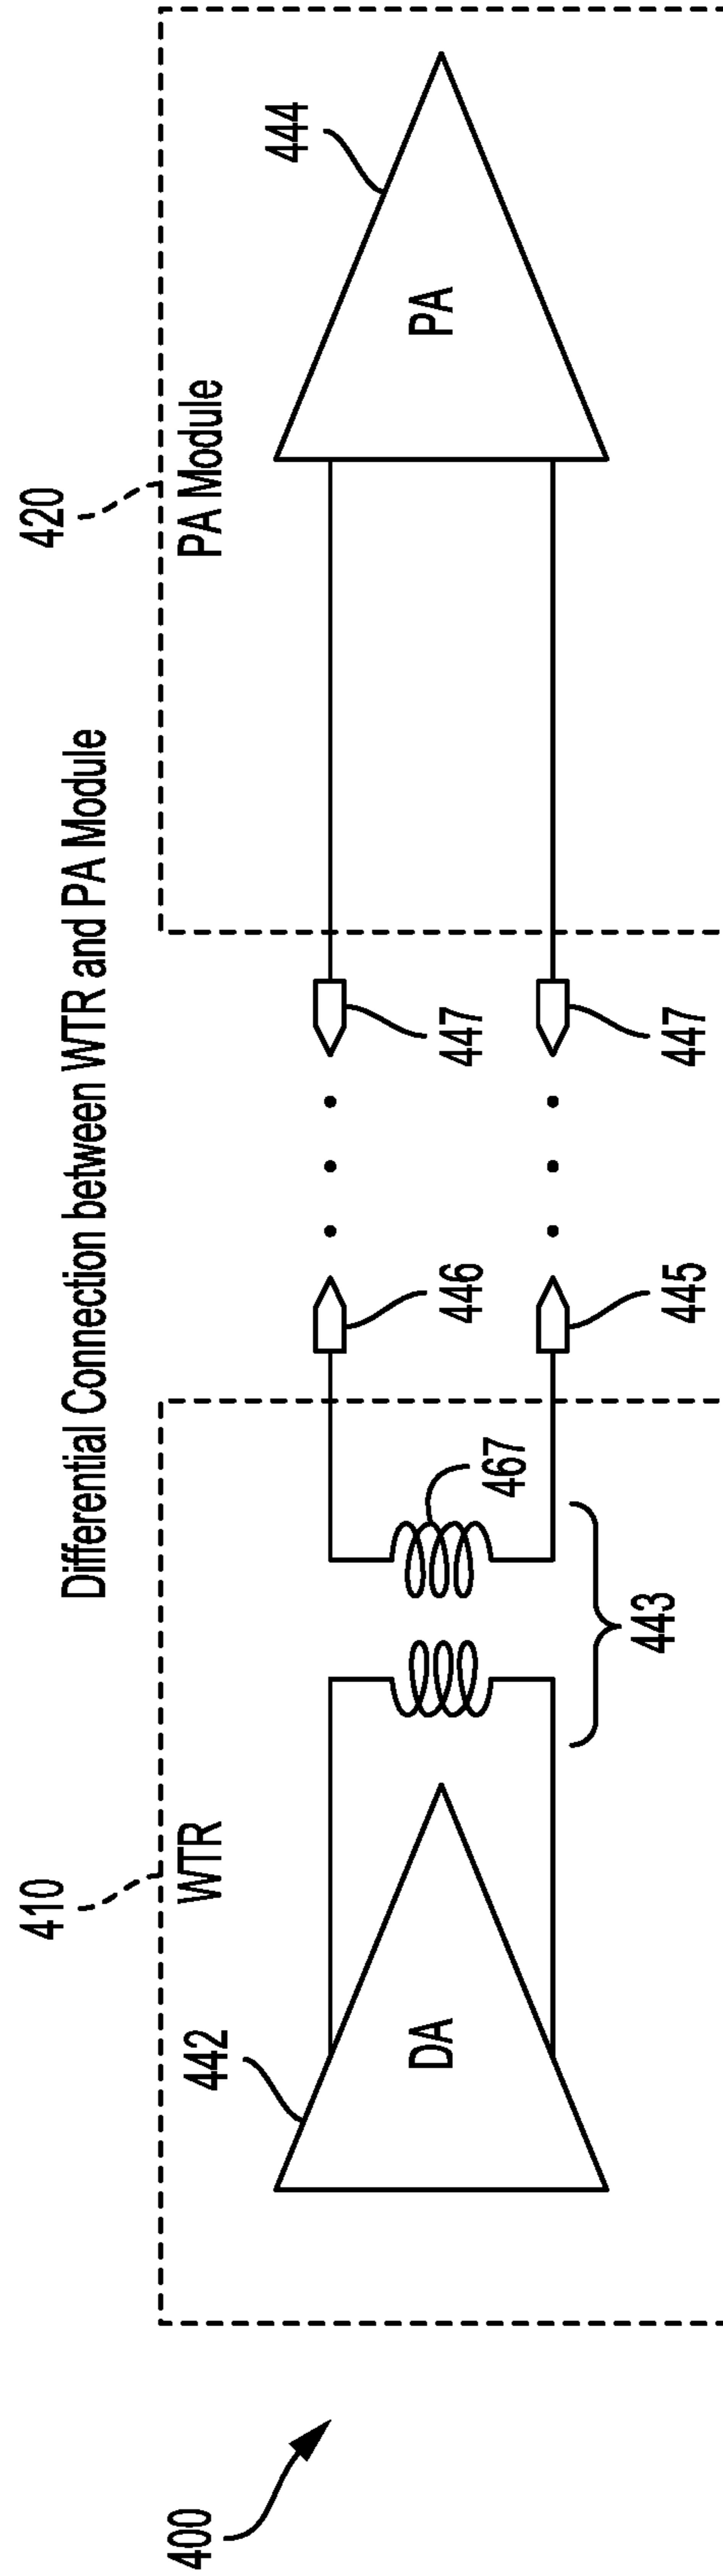 Differential Connection between WTR and PA Module
400
410
420
WTR
PA Module
442
DA
467
443
446
445
447
447
444
PA